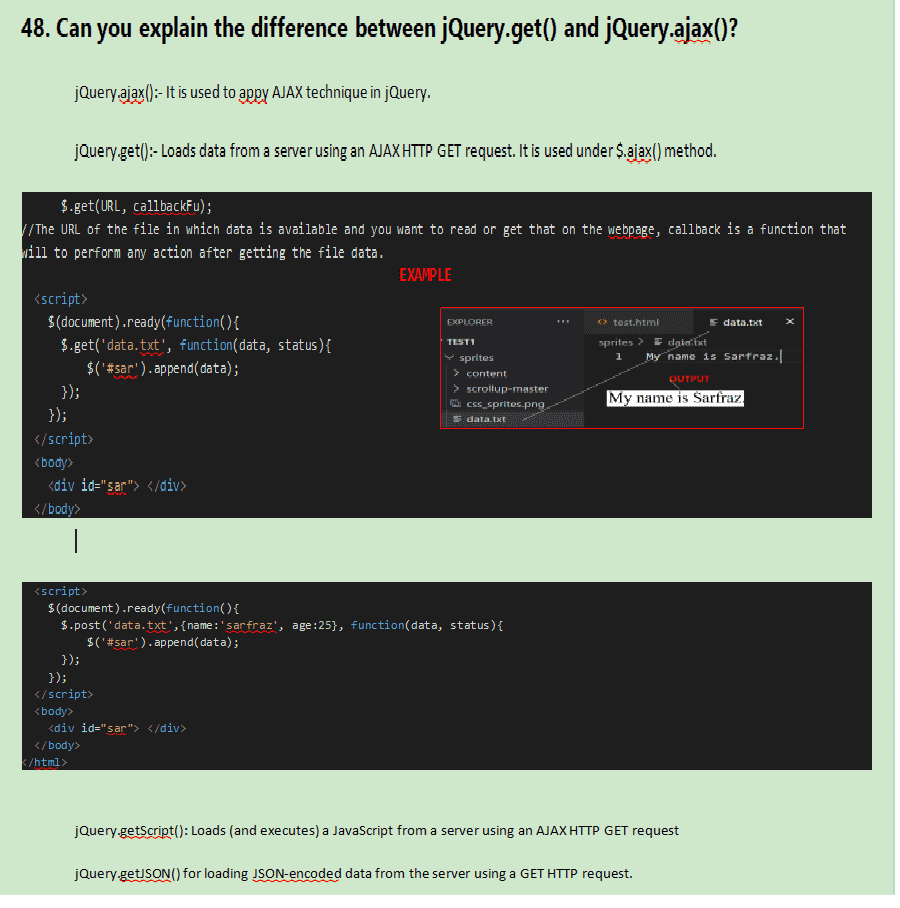 48. Can you explain the difference between jQuery.get() and jQuery.ajax()?
jQuery.ajax():- It is used to appy AJAX technique in jQuery.
jQuery.get():- Loads data from a server using an AJAX HTTP GET request. It is used under $.ajax() method.
$.get(URL, callbackFu);
//The URL of the file in which data is available and you want to read or get that on the webpage, callback is a function that
will to perform any action after getting the file data.
EXAMPLE
<script>
$(document).ready(function(){
$.get('data.txt', function(data, status){
$('#sar').append(data);
});
});
</script>
<body>
<div id="sar"> </div>
</body>
EXPLORER ···
TEST1
sprites
> content
> scrollup-master
css_sprites.png
data.txt
<> test.html
data.txt ×
sprites > data.txt
1 My name is Sarfraz.
OUTPUT
My name is Sarfraz.
<script>
$(document).ready(function(){
$.post('data.txt',{name:'sarfraz', age:25}, function(data, status){
$('#sar').append(data);
});
});
</script>
<body>
<div id="sar"> </div>
</body>
</html>
jQuery.getScript(): Loads (and executes) a JavaScript from a server using an AJAX HTTP GET request
jQuery.getJSON() for loading JSON-encoded data from the server using a GET HTTP request.